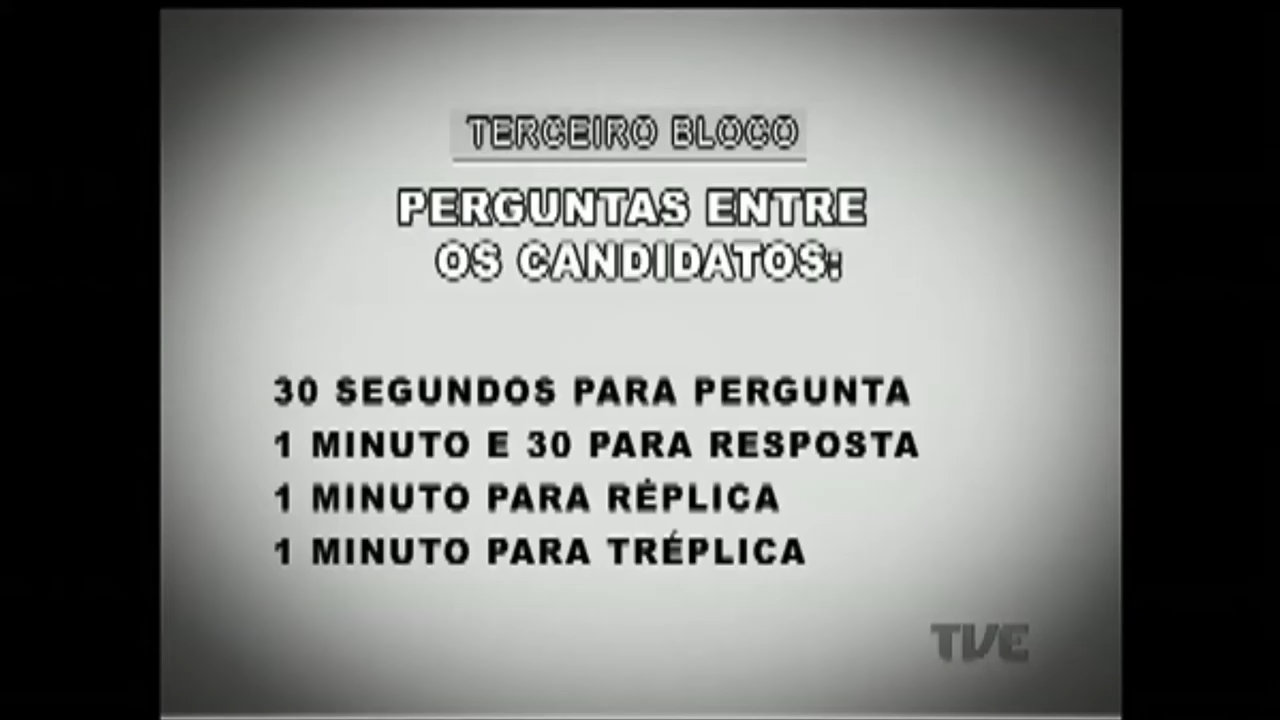 TERCEIRO BLOCO
PERGUNTAS ENTRE
OS CANDIDATOS:
30 SEGUNDOS PARA PERGUNTA
1 MINUTO E 30 PARA RESPOSTA
1 MINUTO PARA RÉPLICA
1 MINUTO PARA TRÉPLICA
TVE